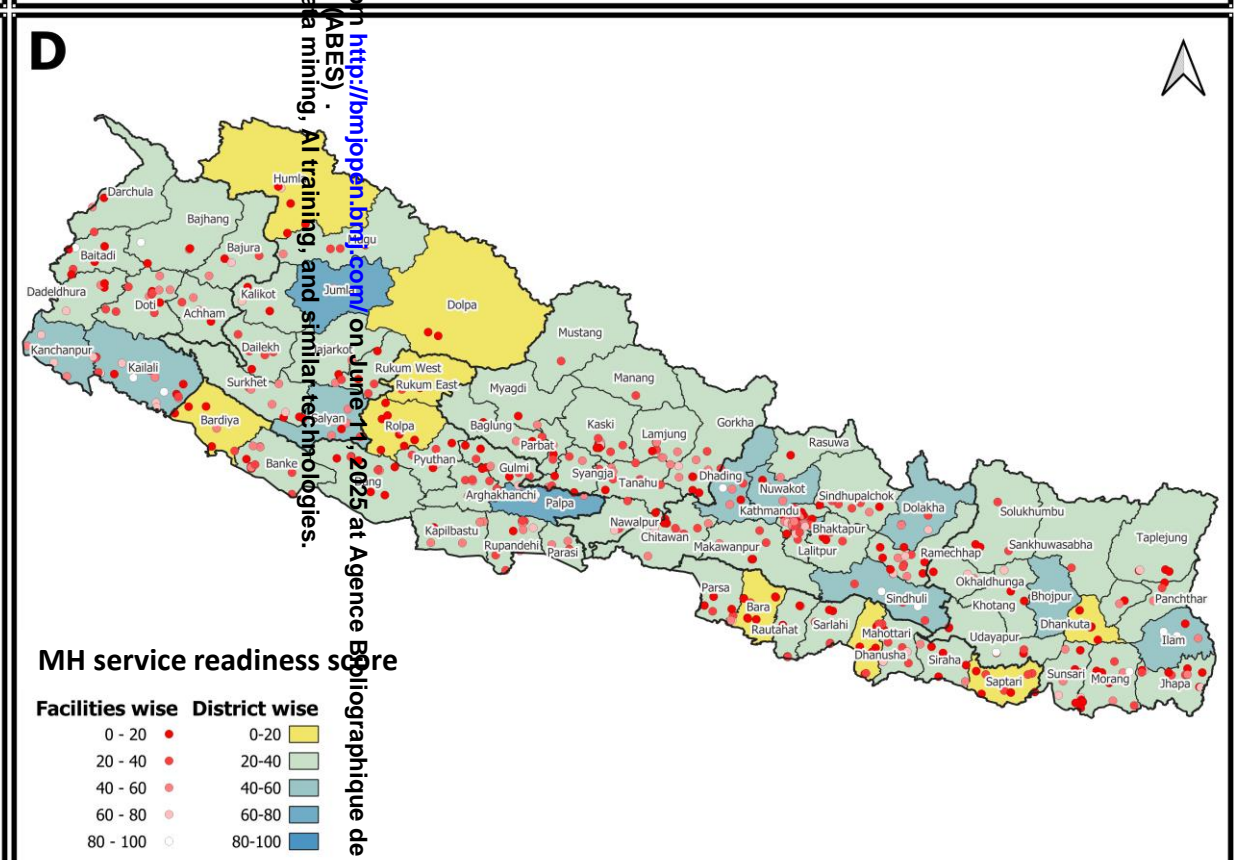 D
om http://bmjopen.bmj.com/ on June 11, 2025 at Agence Bibliographique de
(ABES) .
ata mining, AI training, and similar technologies.
Humla
Darchula
Bajhang
ugu
Bajura
Baitadi
Jumla
Dadeldhura
Kalikot
Doti
Achham
Dolpa
Mustang
Kanchanpur
Dailekh
ajarkot
Kailali
Rukum West
Surkhet
Rukum East
Myagdi
Manang
Bardiya
Salyan
Rolpa
Baglung
Kaski
Lamjung
Gorkha
Rasuwa
Parbat
Banke
Pyuthan
Gulmi
Syangja
Tanahu
Dhading
Nuwakot
Sindhupalchok
ang
Arghakhanchi
Palpa
Kathmandu
Dolakha
Solukhumbu
Kapilbastu
Nawalpur
Bhaktapur
Taplejung
Rupandehi
Parasi
Chitawan
Makawanpur
Lalitpur
Ramechhap
Sankhuwasabha
Okhaldhunga
Parsa
Bara
Sindhuli
Khotang
Bhojpur
Panchthar
Rautahat
Sarlahi
Mahottari
Udayapur
Dhankuta
Ilam
Dhanusha
Siraha
Saptari
Sunsari
Morang
Jhapa
MH service readiness score
Facilities wise District wise
0 - 20 0-20
20 - 40 20-40
40 - 60 40-60
60 - 80 60-80
80 - 100 80-100